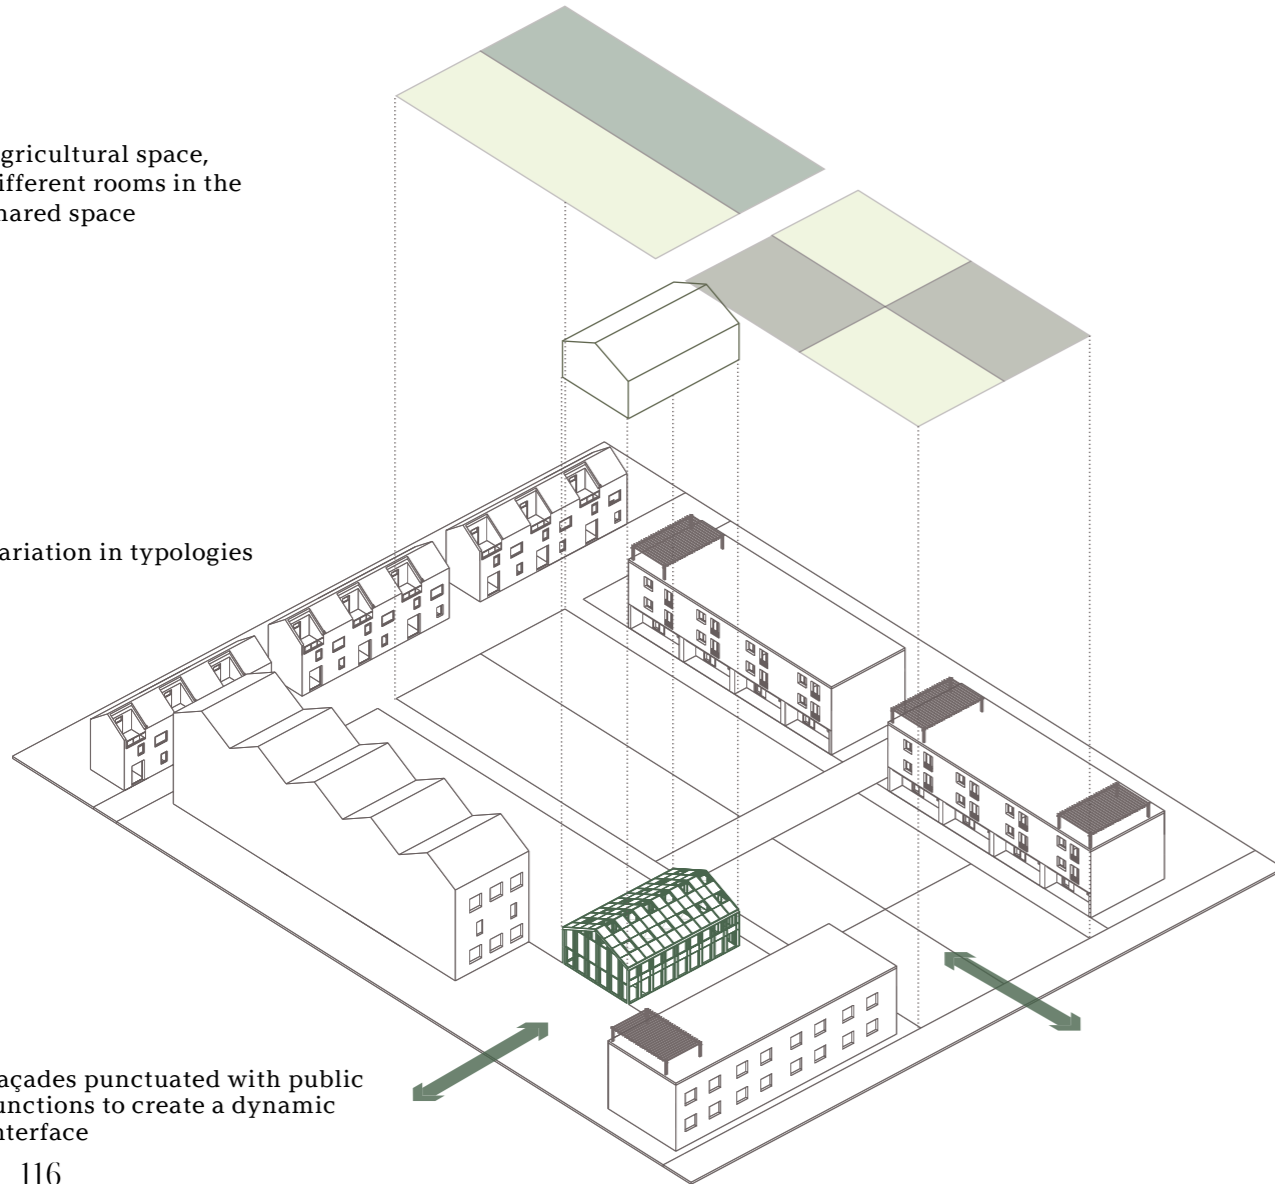 gricultural space,
ifferent rooms in the
hared space
ariation in typologies
açades punctuated with public
unctions to create a dynamic
nterface
116